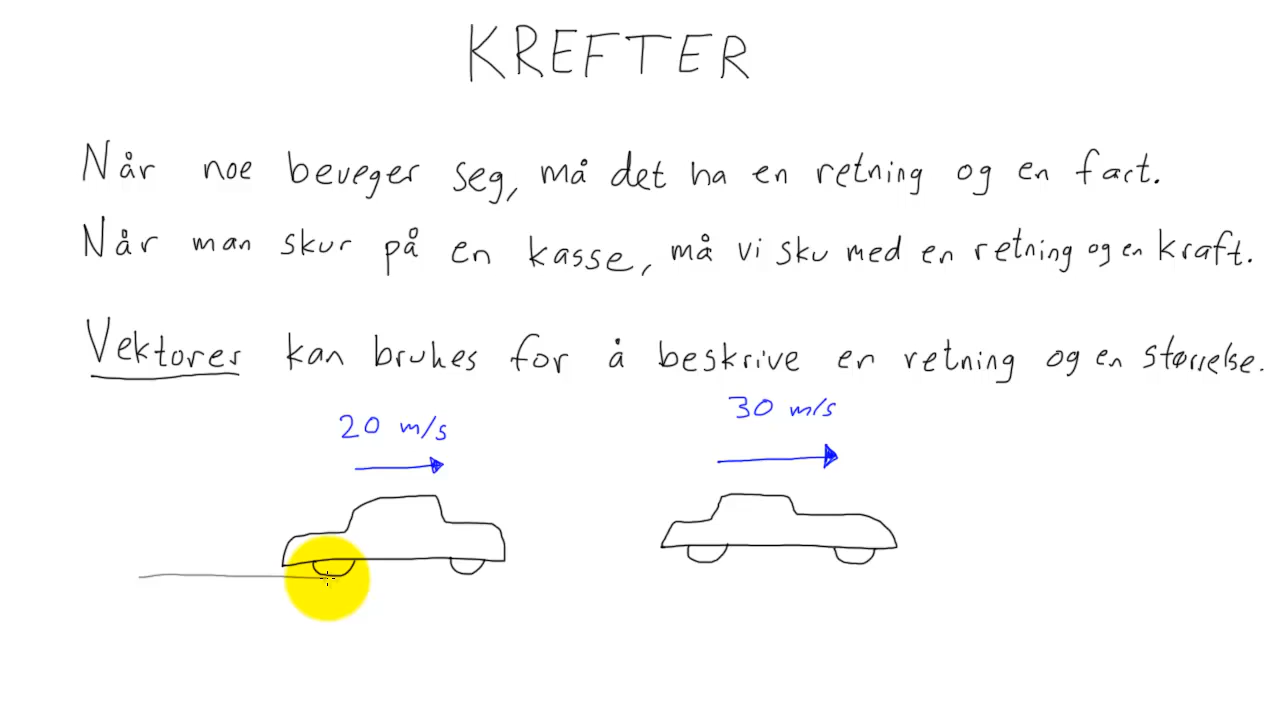 KREFTER
Når noe beveger seg, må det ha en retning og en fart.
Når man skur på en kasse, må vi sku med en retning og en kraft.
Vektorer kan brukes for å beskrive en retning og en størrelse.
20 m/s
30 m/s